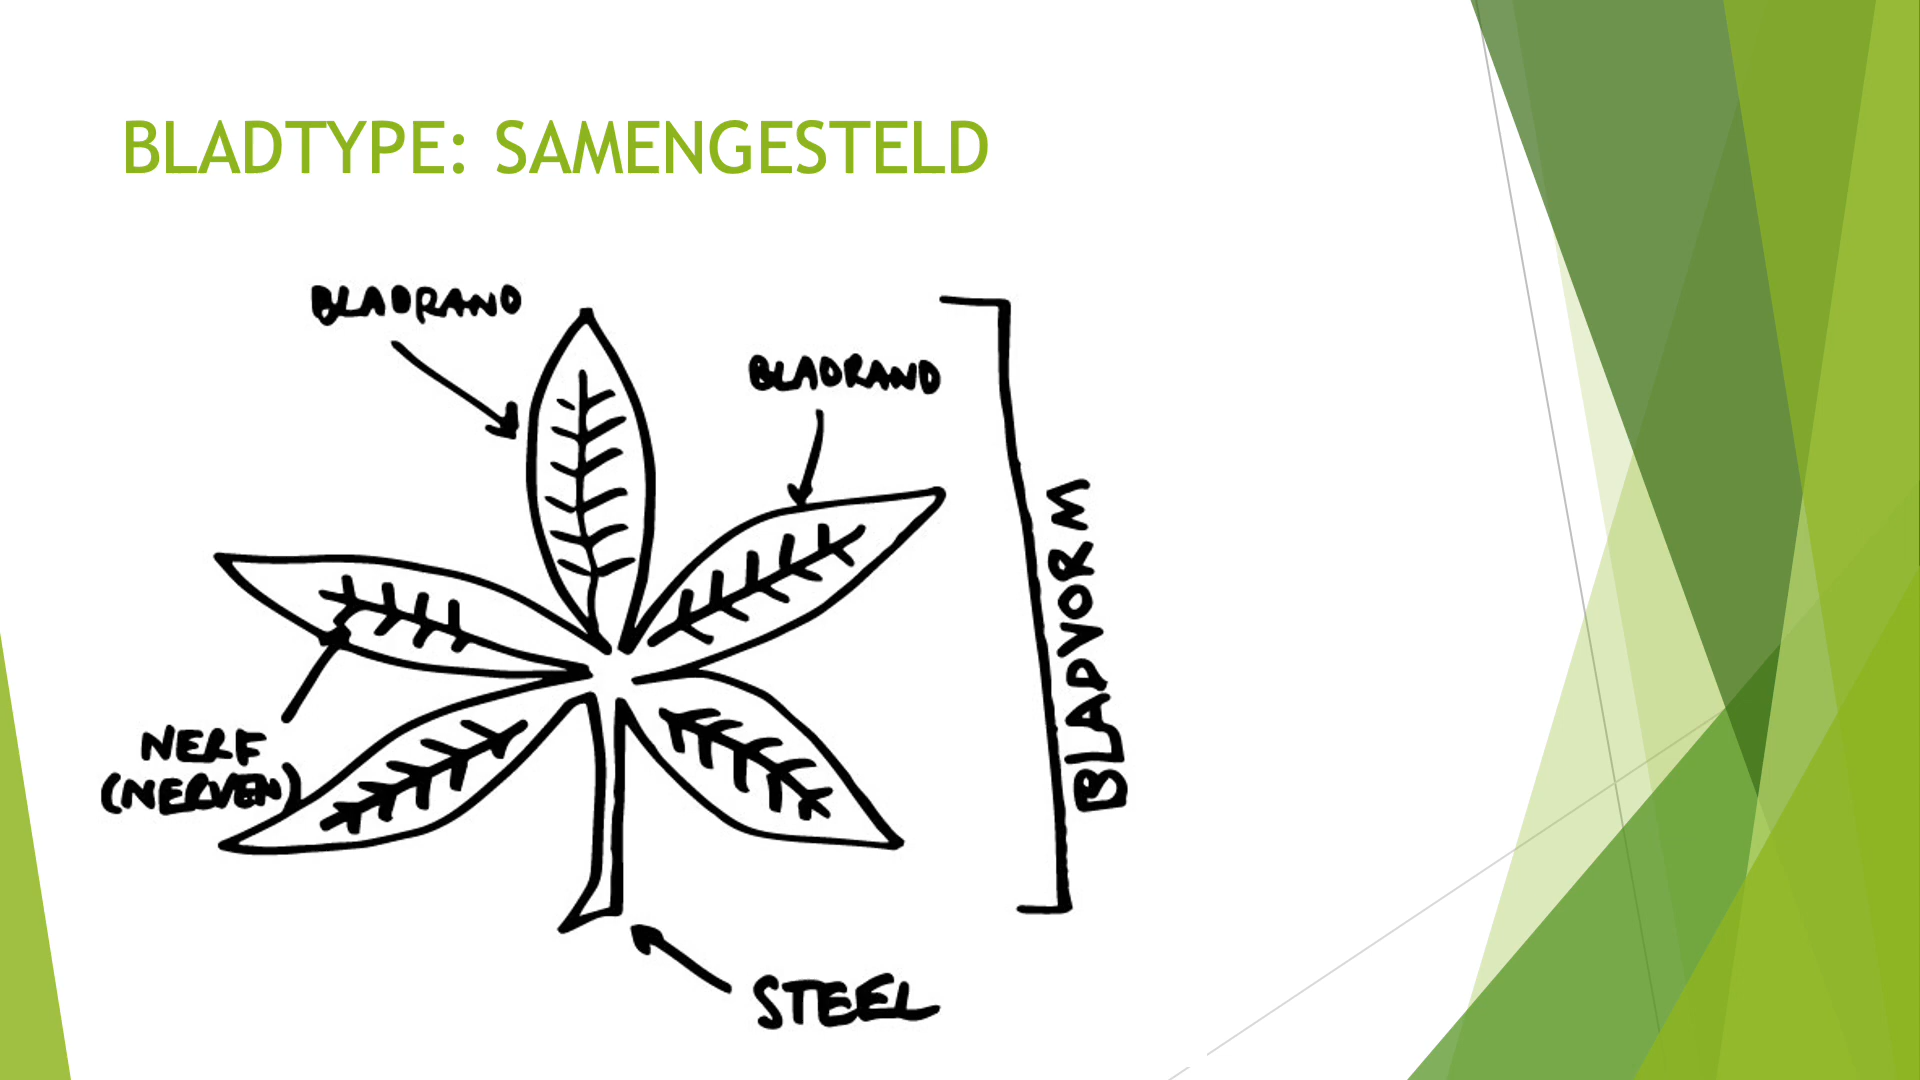 BLADTYPE: SAMENGESTELD
BLADRAND
BLADRAND
BLADVORM
NERF
(NERVEN)
STEEL